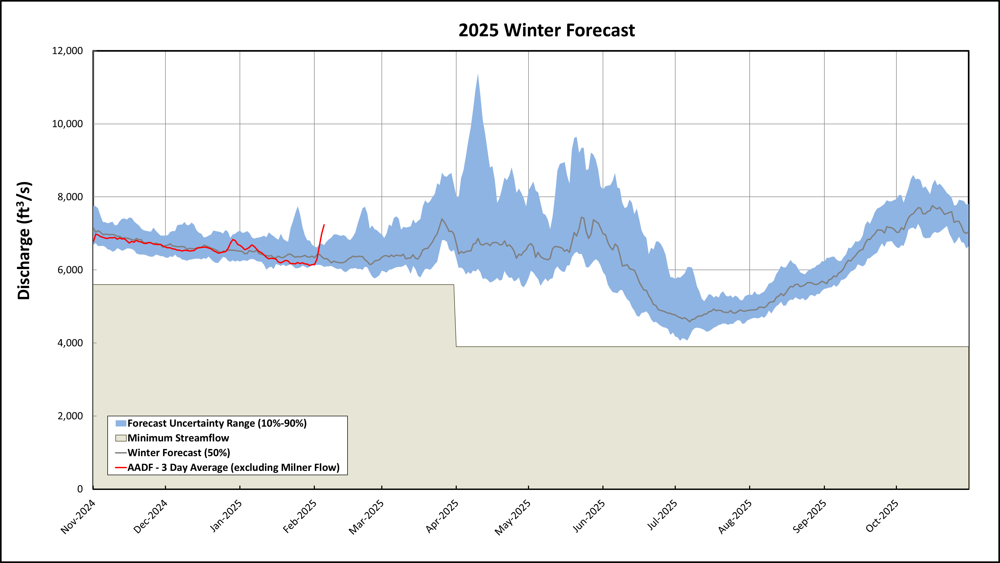 2025 Winter Forecast
Discharge (ft³/s)
12,000
10,000
8,000
6,000
4,000
2,000
0
Forecast Uncertainty Range (10%-90%)
Minimum Streamflow
Winter Forecast (50%)
AADF - 3 Day Average (excluding Milner Flow)
Nov-2024
Dec-2024
Jan-2025
Feb-2025
Mar-2025
Apr-2025
May-2025
Jun-2025
Jul-2025
Aug-2025
Sep-2025
Oct-2025